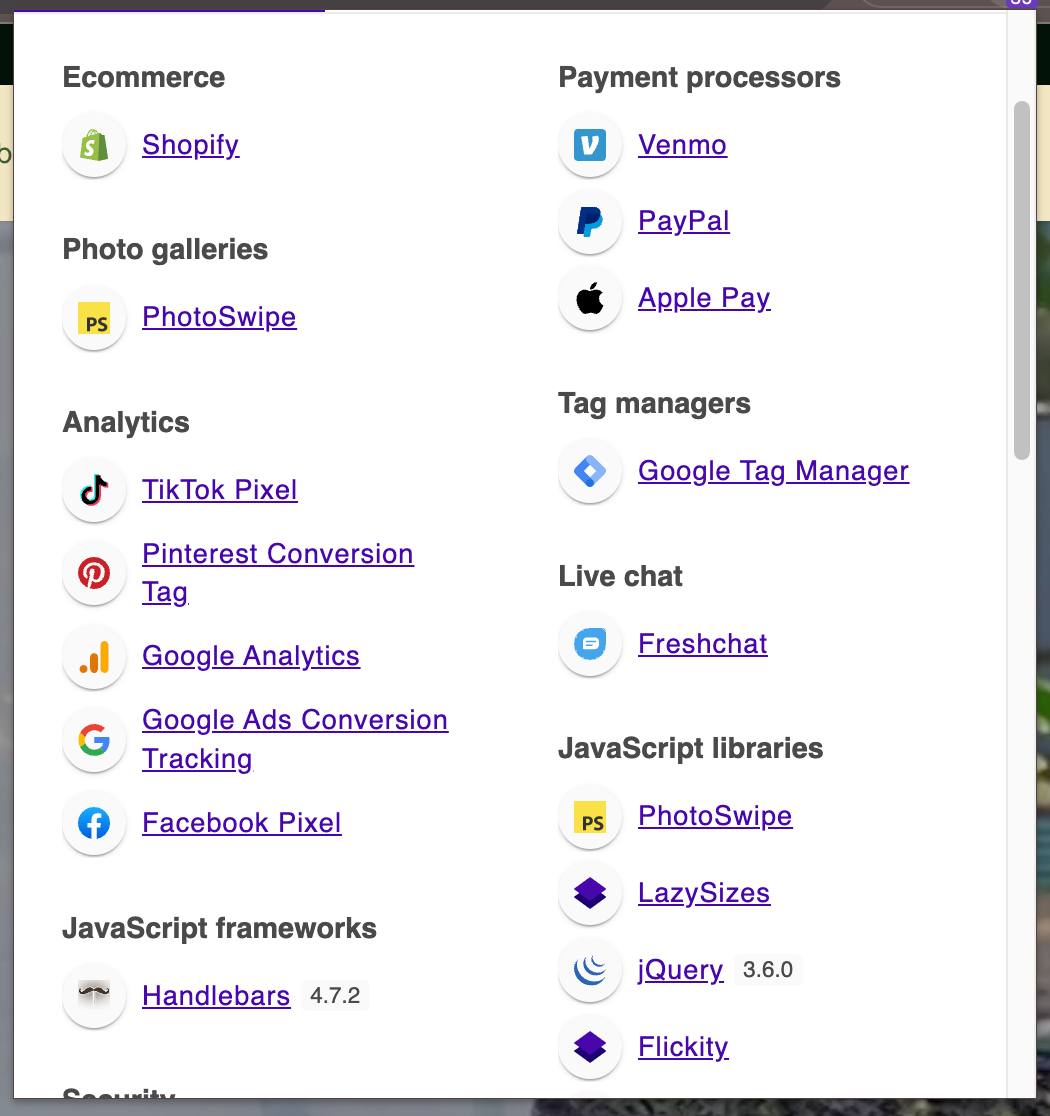 Ecommerce
Shopify
Photo galleries
PS
PhotoSwipe
Analytics
TikTok Pixel
Pinterest Conversion
Tag
Google Analytics
Google Ads Conversion
Tracking
Facebook Pixel
JavaScript frameworks
Handlebars 4.7.2
Security
Payment processors
Venmo
PayPal
Apple Pay
Tag managers
Google Tag Manager
Live chat
Freshchat
JavaScript libraries
PS
PhotoSwipe
LazySizes
jQuery 3.6.0
Flickity